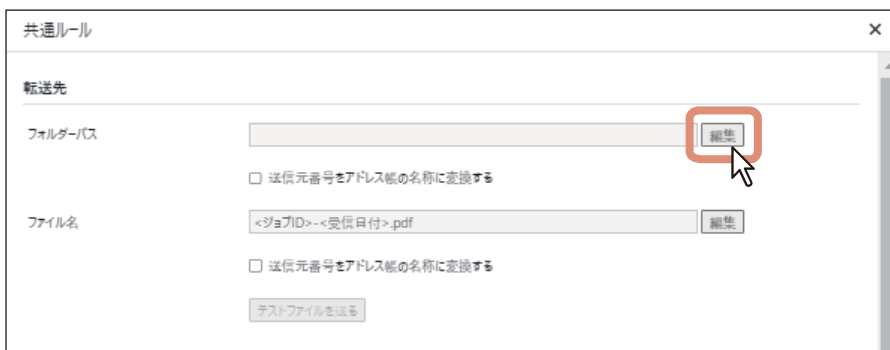 共通ルール
転送先
フォルダーパス
編集
送信元番号をアドレス帳の名称に変換する
ファイル名
<ジョブID>-<受信日付>.pdf
編集
送信元番号をアドレス帳の名称に変換する
テストファイルを送る